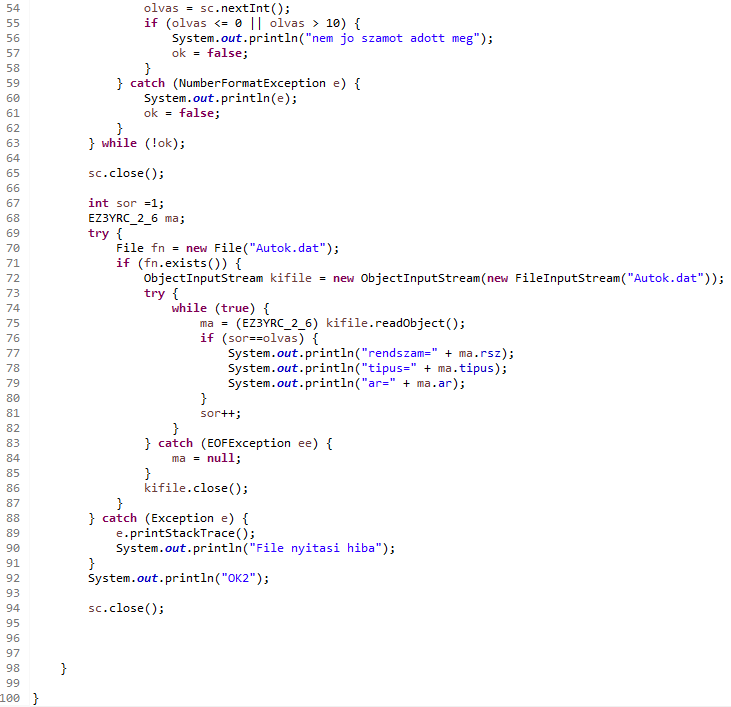 54                 olvas = sc.nextInt();
55                 if (olvas <= 0 || olvas > 10) {
56                     System.out.println("nem jo szamot adott meg");
57                     ok = false;
58                 }
59             } catch (NumberFormatException e) {
60                 System.out.println(e);
61                 ok = false;
62             }
63         } while (!ok);
64
65         sc.close();
66
67         int sor =1;
68         EZ3YRC_2_6 ma;
69         try {
70             File fn = new File("Autok.dat");
71             if (fn.exists()) {
72                 ObjectInputStream kifile = new ObjectInputStream(new FileInputStream("Autok.dat"));
73                 try {
74                     while (true) {
75                         ma = (EZ3YRC_2_6) kifile.readObject();
76                         if (sor==olvas) {
77                             System.out.println("rendszam=" + ma.rsz);
78                             System.out.println("tipus=" + ma.tipus);
79                             System.out.println("ar=" + ma.ar);
80                         }
81                         sor++;
82                     }
83                 } catch (EOFException ee) {
84                     ma = null;
85                 }
86                 kifile.close();
87             }
88         } catch (Exception e) {
89             e.printStackTrace();
90             System.out.println("File nyitasi hiba");
91         }
92         System.out.println("OK2");
93
94         sc.close();
95
96
97
98     }
99
100 }